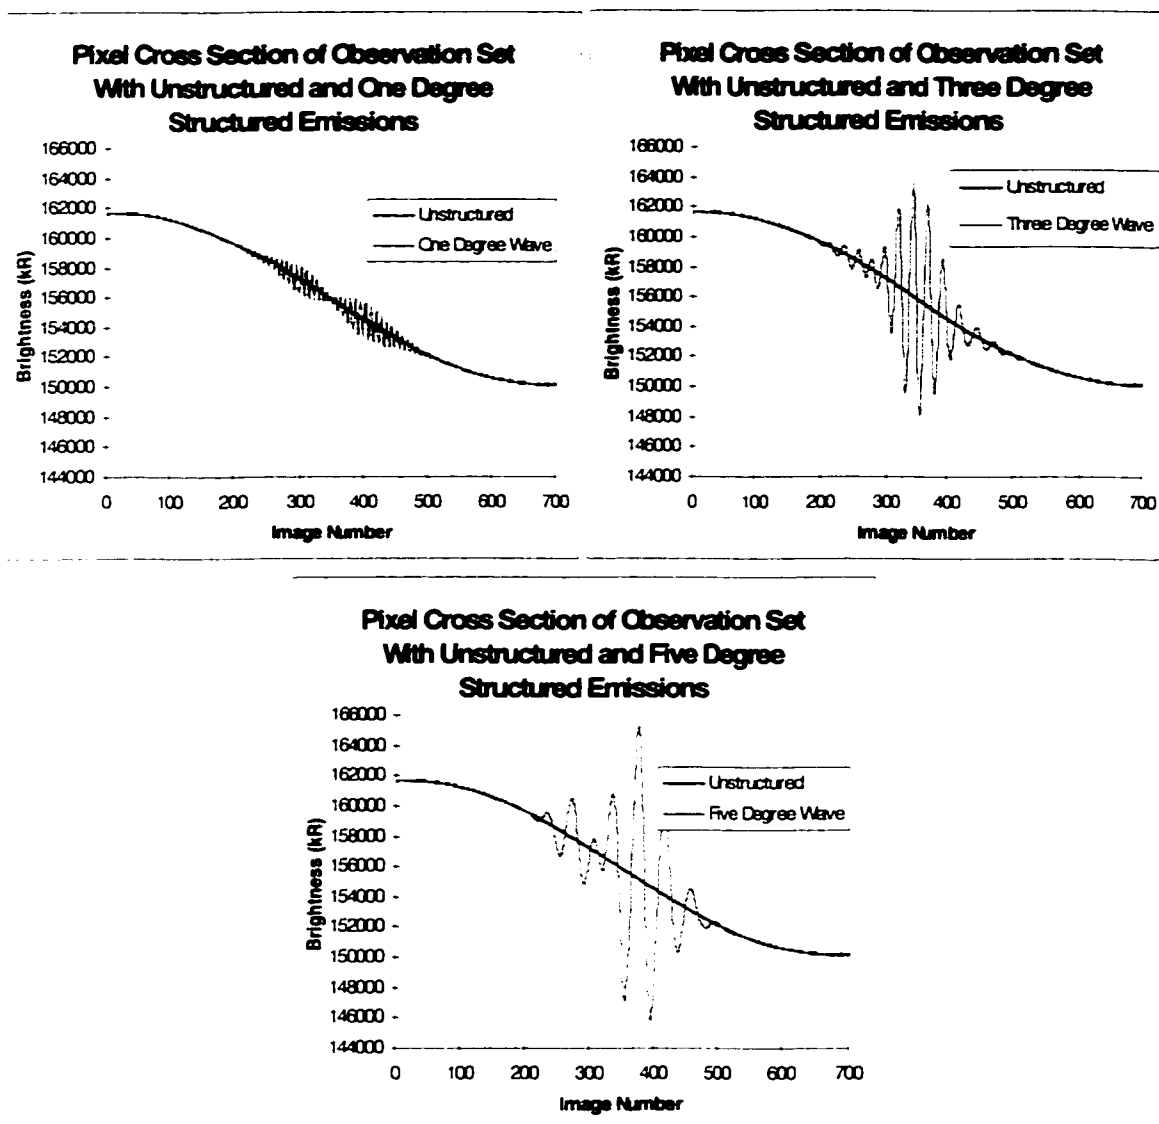 Pixel Cross Section of Observation Set
With Unstructured and One Degree
Structured Emissions
166000
164000
162000
160000
158000
156000
154000
152000
150000
148000
146000
144000
Brightness (kR)
Unstructured
One Degree Wave
0 100 200 300 400 500 600 700
Image Number
Pixel Cross Section of Observation Set
With Unstructured and Three Degree
Structured Emissions
166000
164000
162000
160000
158000
156000
154000
152000
150000
148000
146000
144000
Brightness (kR)
Unstructured
Three Degree Wave
0 100 200 300 400 500 600 700
Image Number
Pixel Cross Section of Observation Set
With Unstructured and Five Degree
Structured Emissions
166000
164000
162000
160000
158000
156000
154000
152000
150000
148000
146000
144000
Brightness (kR)
Unstructured
Five Degree Wave
0 100 200 300 400 500 600 700
Image Number